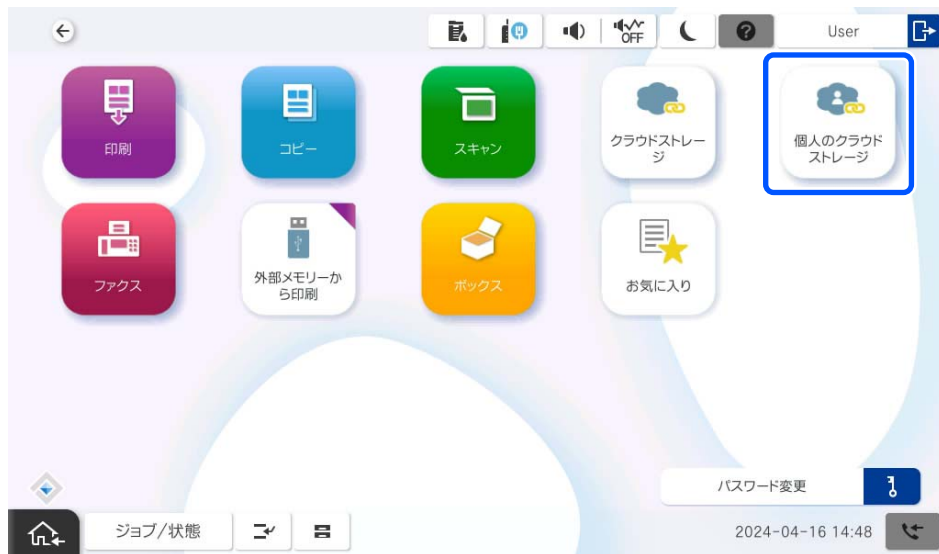 OFF
User
印刷
コピー
スキャン
クラウドストレー
ジ
個人のクラウド
ストレージ
ファクス
外部メモリーか
ら印刷
ボックス
お気に入り
パスワード変更
ジョブ/状態
2024-04-16 14:48